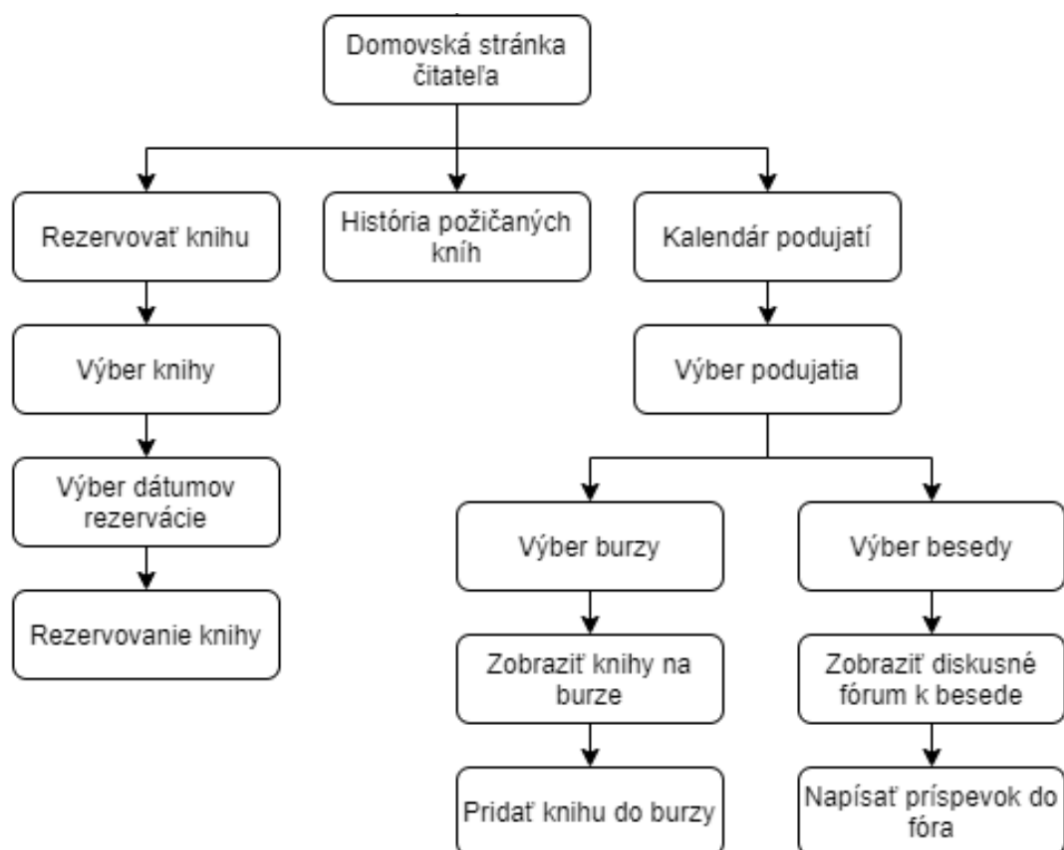 Domovská stránka
čitateľa
Rezervovať knihu
História požičaných
kníh
Kalendár podujatí
Výber knihy
Výber podujatia
Výber dátumov
rezervácie
Výber burzy
Výber besedy
Rezervovanie knihy
Zobraziť knihy na
burze
Zobraziť diskusné
fórum k besede
Pridať knihu do burzy
Napísať príspevok do
fóra